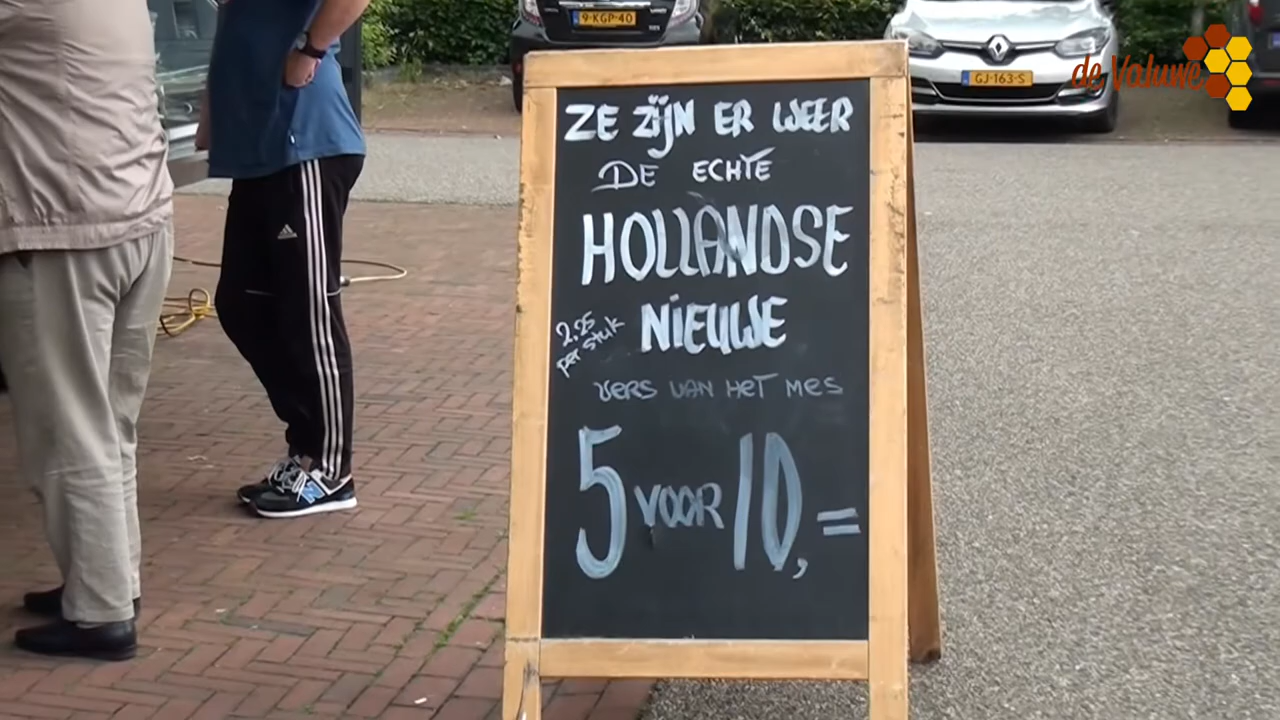 9-KGP-40
GJ-163-S
de Valuwe
ZE ZIJN ER WEER
DE ECHTE
HOLLANDSE
NIEUWE
2,25
per stuk
VERS VAN HET MES
5 VOOR 10,=